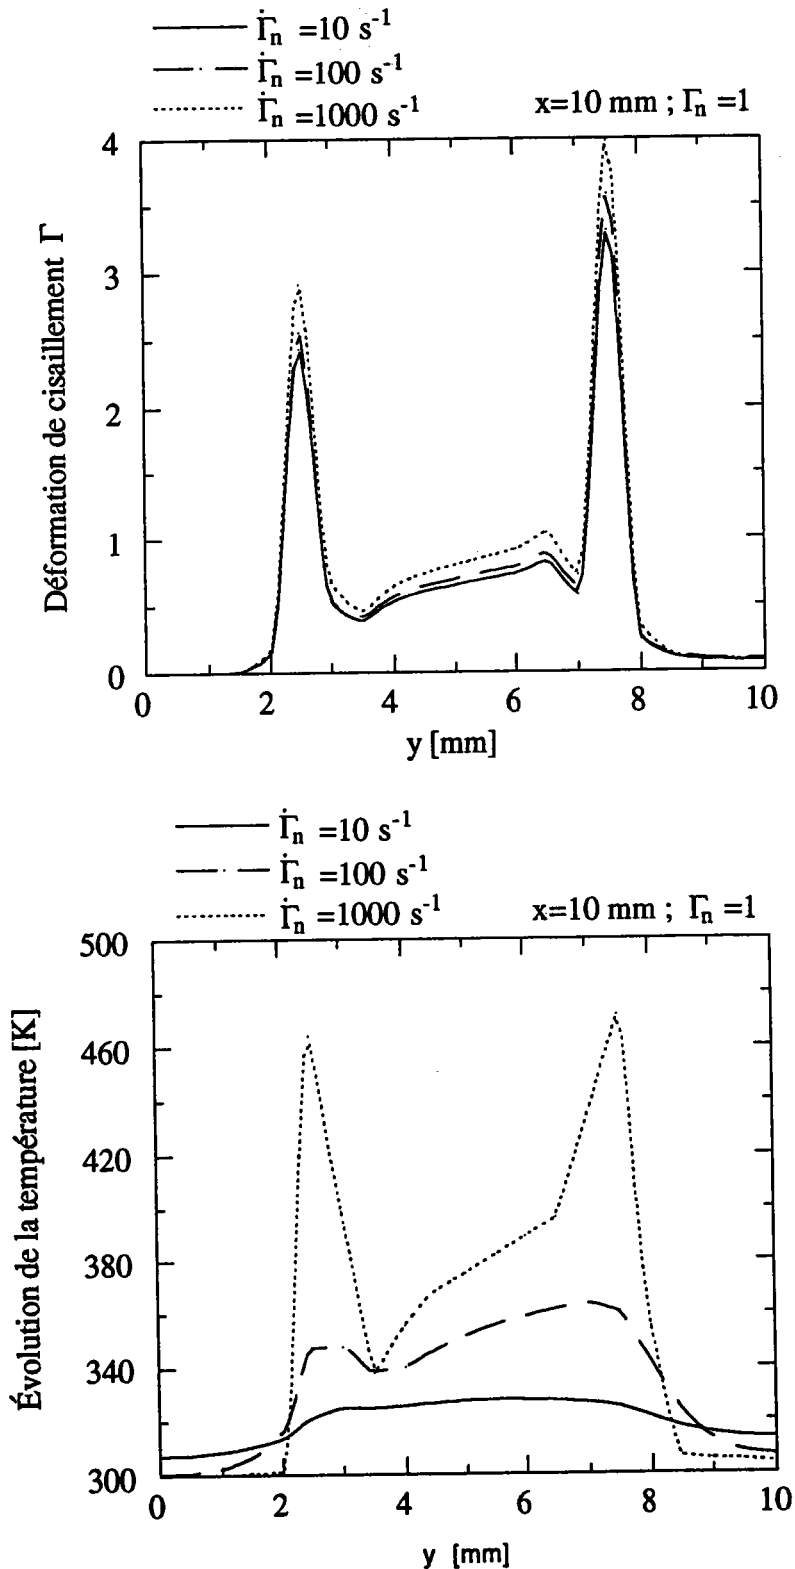 Γ̇n =10 s-1
Γ̇n =100 s-1
Γ̇n =1000 s-1
x=10 mm ; Γn =1
Déformation de cisaillement Γ
4
3
2
1
0
0 2 4 6 8 10
y [mm]
Γ̇n =10 s-1
Γ̇n =100 s-1
Γ̇n =1000 s-1
x=10 mm ; Γn =1
Évolution de la température [K]
500
460
420
380
340
300
0 2 4 6 8 10
y [mm]